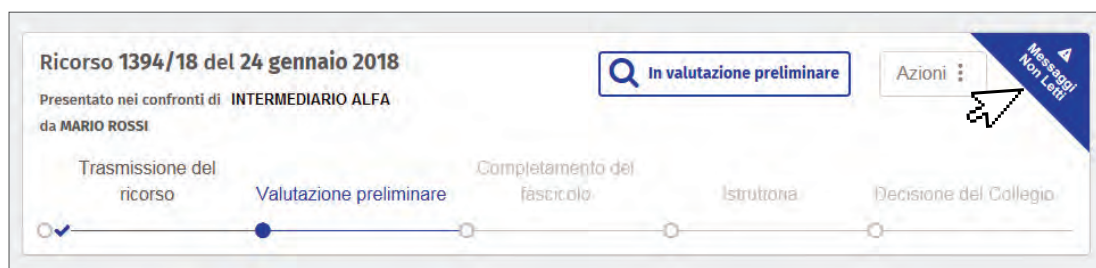 Ricorso 1394/18 del 24 gennaio 2018
In valutazione preliminare
Azioni
Messaggi
Non Letti
Presentato nei confronti di INTERMEDIARIO ALFA
da MARIO ROSSI
Trasmissione del
ricorso
Valutazione preliminare
Completamento del
fascicolo
Istruttoria
Decisione del Collegio